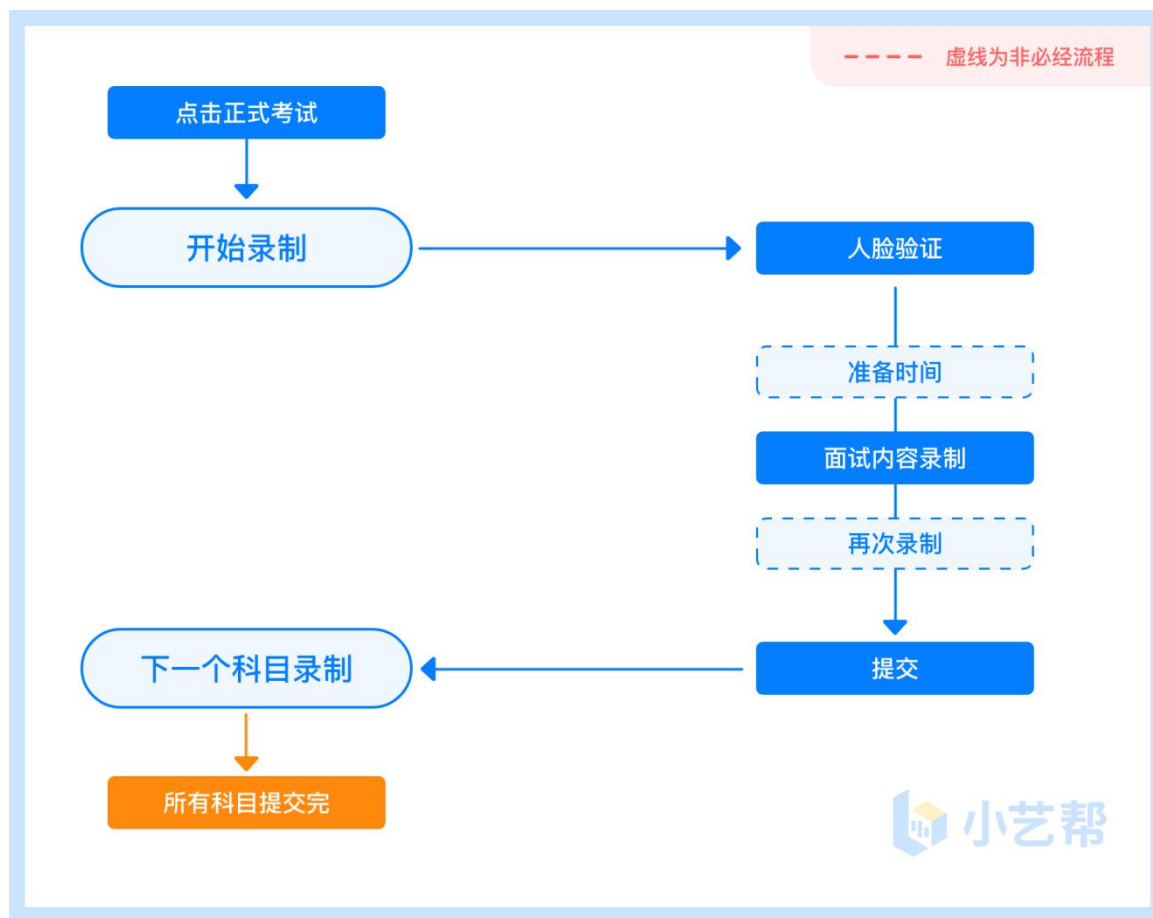 虚线为非必经流程
点击正式考试
开始录制
人脸验证
准备时间
面试内容录制
再次录制
提交
下一个科目录制
所有科目提交完
小艺帮